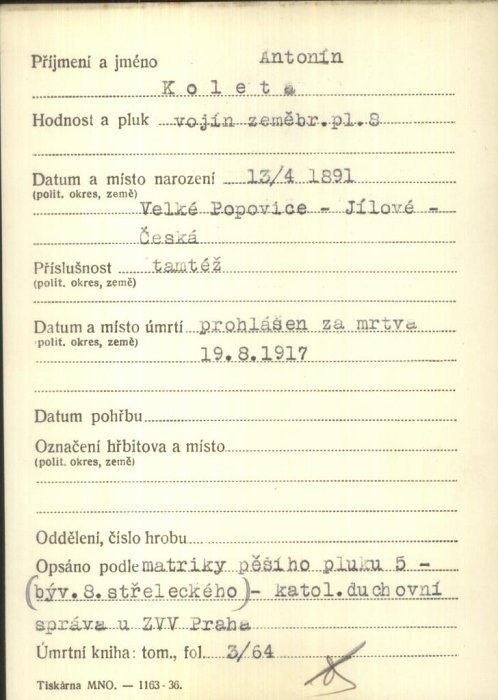 Antonín
Příjmení a jméno
Koleta
Hodnost a pluk vojín zeměbr.pl.8
Datum a místo narození 13/4 1891
(polit. okres, země)
Velké Popovice - Jílové -
Česká
Příslušnost tamtéž
(polit. okres, země)
Datum a místo úmrtí prohlášen za mrtva
(polit. okres, země)
19.8.1917
Datum pohřbu
Označení hřbitova a místo
(polit. okres, země)
Oddělení, číslo hrobu
Opsáno podle matriky pěšího pluku 5 -
(býv.8.střeleckého)- katol.duchovní
správa u ZVV Praha
Úmrtní kniha: tom., fol. 3/64
Tiskárna MNO. — 1163-36.